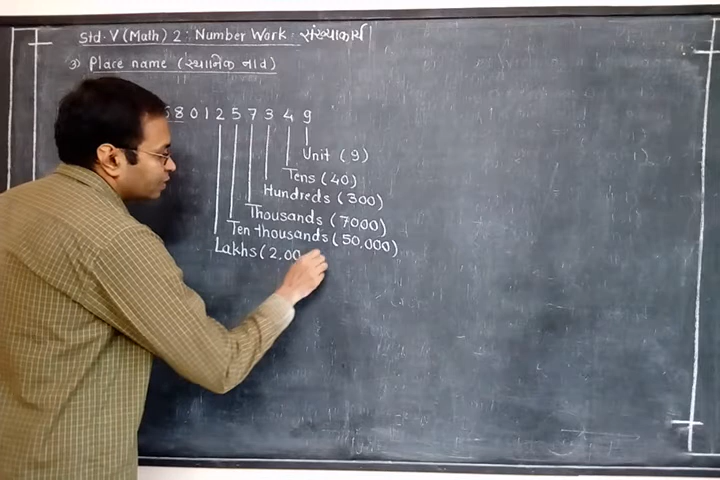 Std. V (Math) 2 : Number Work : સંખ્યાકાર્ય
3) Place name (સ્થાનિક નાવ)
8 0 1 2 5 7 3 4 9
Unit (9)
Tens (40)
Hundreds (300)
Thousands (7000)
Ten thousands (50,000)
Lakhs (2,00